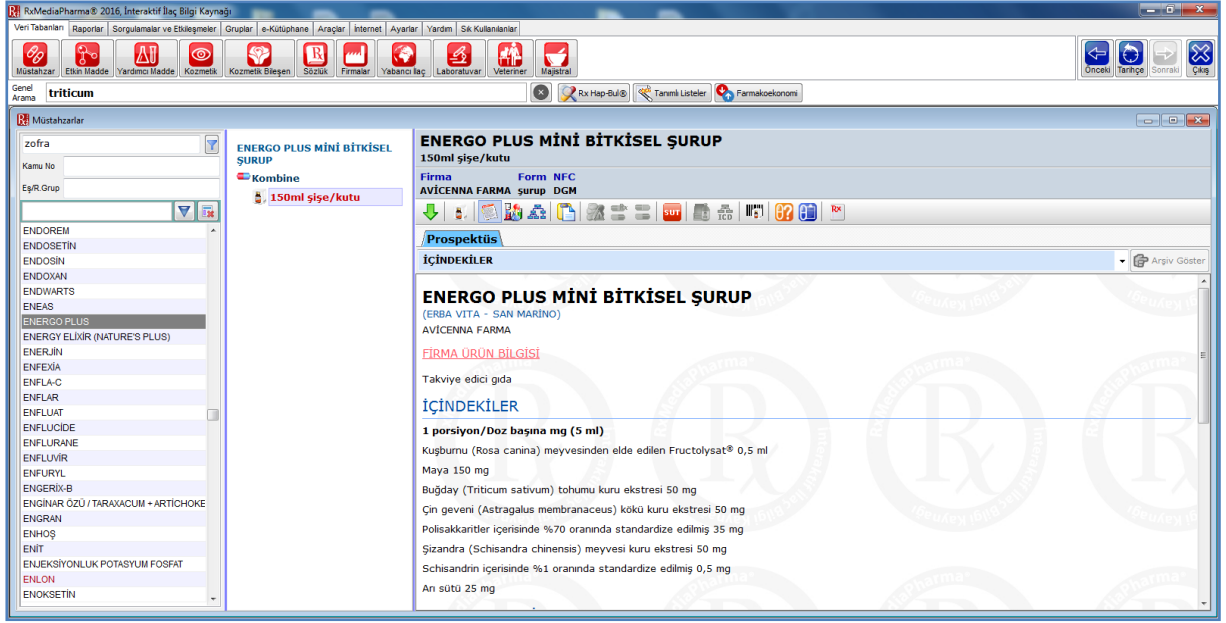 RxMediaPharma® 2016, İnteraktif İlaç Bilgi Kaynağı
Veri Tabanları Raporlar Sorgulamalar ve Etkileşmeler Gruplar e-Kütüphane Araçlar İnternet Ayarlar Yardım Sık Kullanılanlar
Müstahzar Etkin Madde Yardımcı Madde Kozmetik Kozmetik Bileşen Sözlük Firmalar Yabancı İlaç Laboratuvar Veteriner Majistral Önceki Tarihçe Sonraki Çıkış
Genel Arama triticum Rx Hap-Bul® Tanımlı Listeler Farmakoekonomi
Müstahzarlar
zofra
Kamu No
Eş/R.Grup
ENDOREM
ENDOSETİN
ENDOSİN
ENDOXAN
ENDWARTS
ENEAS
ENERGO PLUS
ENERGY ELİXİR (NATURE'S PLUS)
ENERJİN
ENFEXİA
ENFLA-C
ENFLAR
ENFLUAT
ENFLUCİDE
ENFLURANE
ENFLUVİR
ENFURYL
ENGERİX-B
ENGİNAR ÖZÜ / TARAXACUM + ARTİCHOKE
ENGRAN
ENHOŞ
ENİT
ENJEKSİYONLUK POTASYUM FOSFAT
ENLON
ENOKSETİN
ENERGO PLUS MİNİ BİTKİSEL
ŞURUP
Kombine
150ml şişe/kutu
ENERGO PLUS MİNİ BİTKİSEL ŞURUP
150ml şişe/kutu
Firma Form NFC
AVİCENNA FARMA şurup DGM
SUT ICO Rx
Prospektüs
İÇİNDEKİLER Arşiv Göster
ENERGO PLUS MİNİ BİTKİSEL ŞURUP
(ERBA VITA - SAN MARİNO)
AVİCENNA FARMA
FİRMA ÜRÜN BİLGİSİ
Takviye edici gıda
İÇİNDEKİLER
1 porsiyon/Doz başına mg (5 ml)
Kuşburnu (Rosa canina) meyvesinden elde edilen Fructolysat® 0,5 ml
Maya 150 mg
Buğday (Triticum sativum) tohumu kuru ekstresi 50 mg
Çin geveni (Astragalus membranaceus) kökü kuru ekstresi 50 mg
Polisakkaritler içerisinde %70 oranında standardize edilmiş 35 mg
Şizandra (Schisandra chinensis) meyvesi kuru ekstresi 50 mg
Schisandrin içerisinde %1 oranında standardize edilmiş 0,5 mg
Arı sütü 25 mg